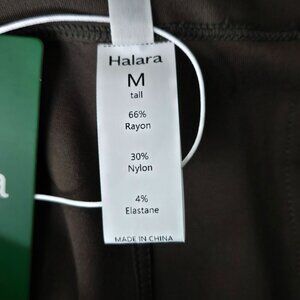 Halara
M
tall
66%
Rayon
30%
Nylon
4%
Elastane
MADE IN CHINA
a